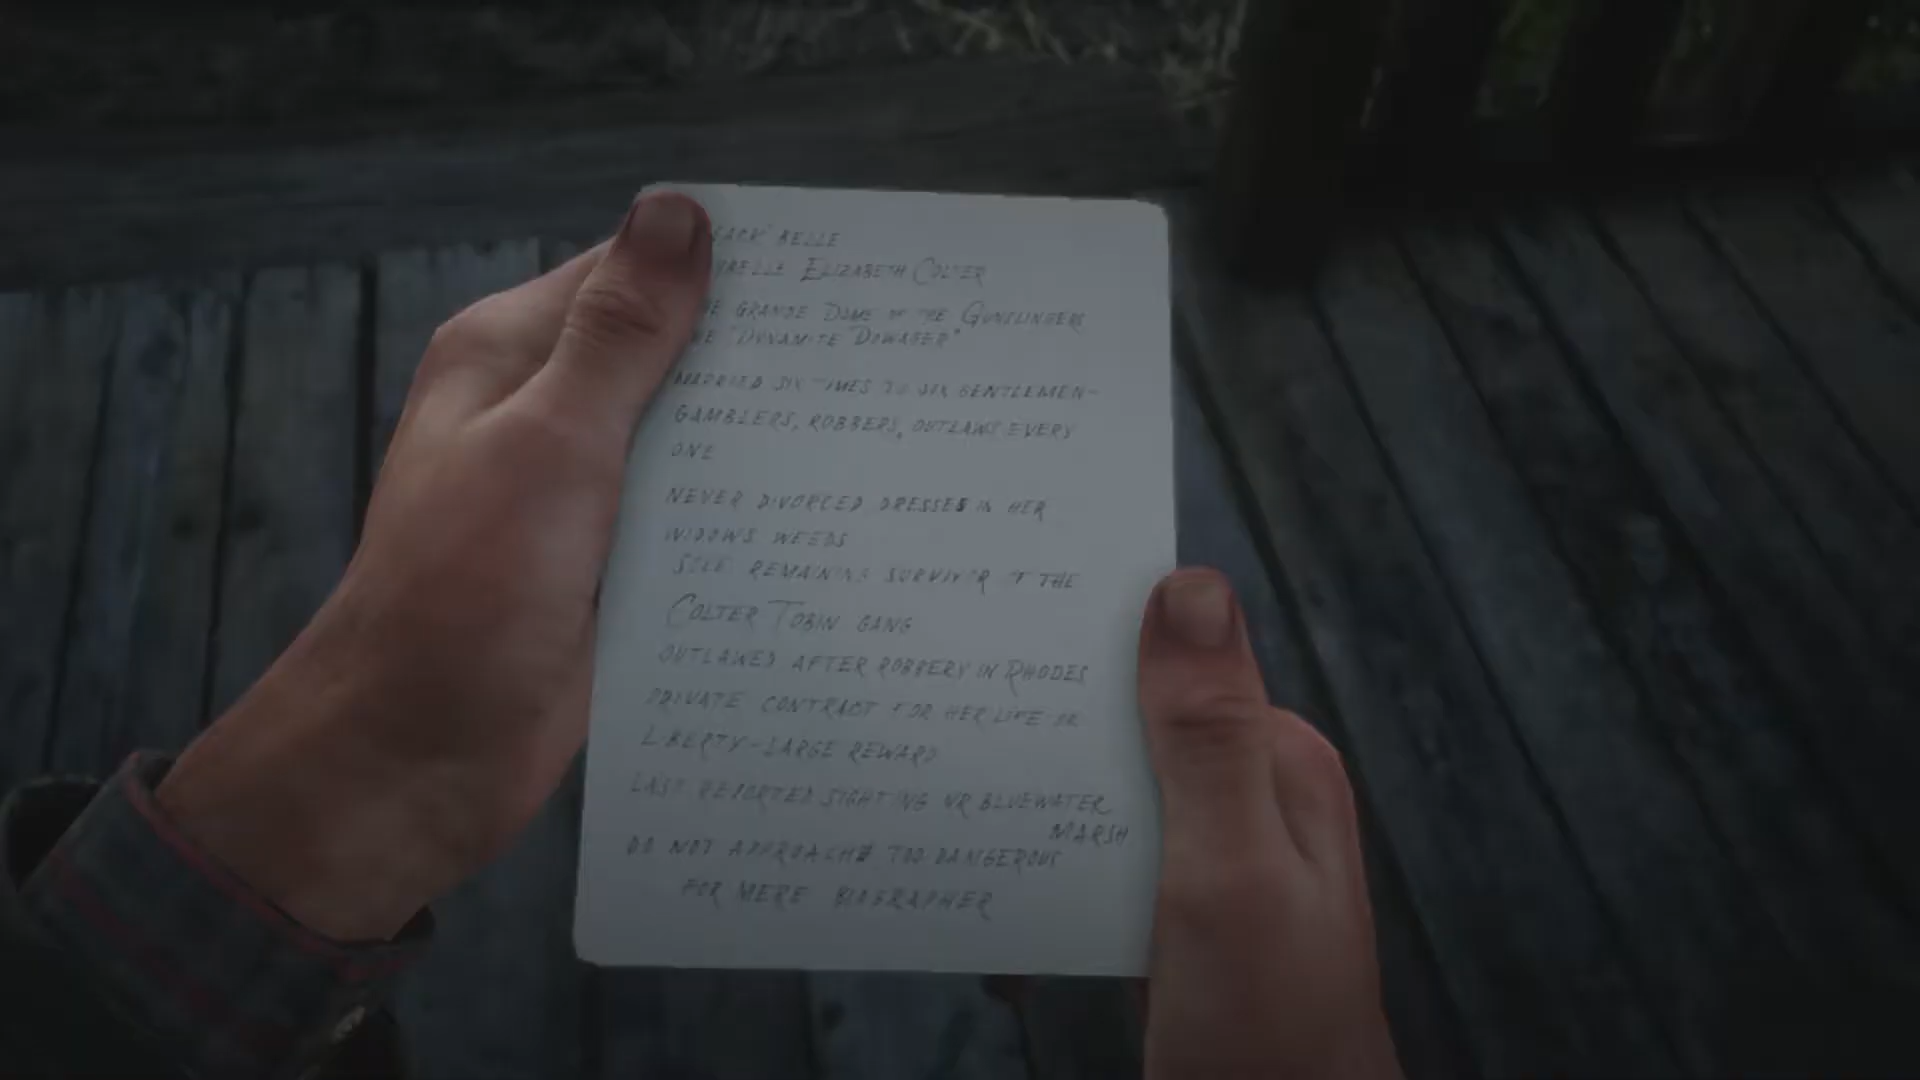 BELLE
ELIZABETH COLTER
GRANDE DAME OF THE GUNSLINGERS
"DYNAMITE DOWAGER"
MARRIED SIX TIMES TO SIX GENTLEMEN-
GAMBLERS, ROBBERS, OUTLAWS EVERY
ONE
NEVER DIVORCED DRESSES IN HER
WIDOWS WEEDS
SOLE REMAINING SURVIVOR THE
COLTER TOBIN GANG
OUTLAWED AFTER ROBBERY IN RHODES
PRIVATE CONTRACT FOR HER LIFE OR
LIBERTY-LARGE REWARD
LAST REPORTED SIGHTING NR BLUEWATER
MARSH
DO NOT APPROACH TOO DANGEROUS
FOR MERE BIOGRAPHER